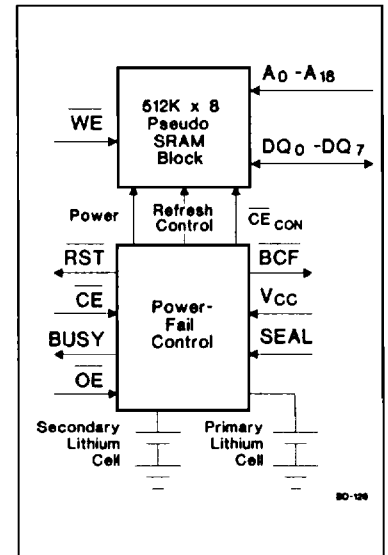 A0 -A18
512K x 8
Pseudo
SRAM
Block
WE
DQ0 -DQ7
Power
Refresh
Control
CE CON
RST
BCF
CE
Power-
Fail
Control
VCC
BUSY
SEAL
OE
Secondary
Lithium
Cell
Primary
Lithium
Cell
BD-126